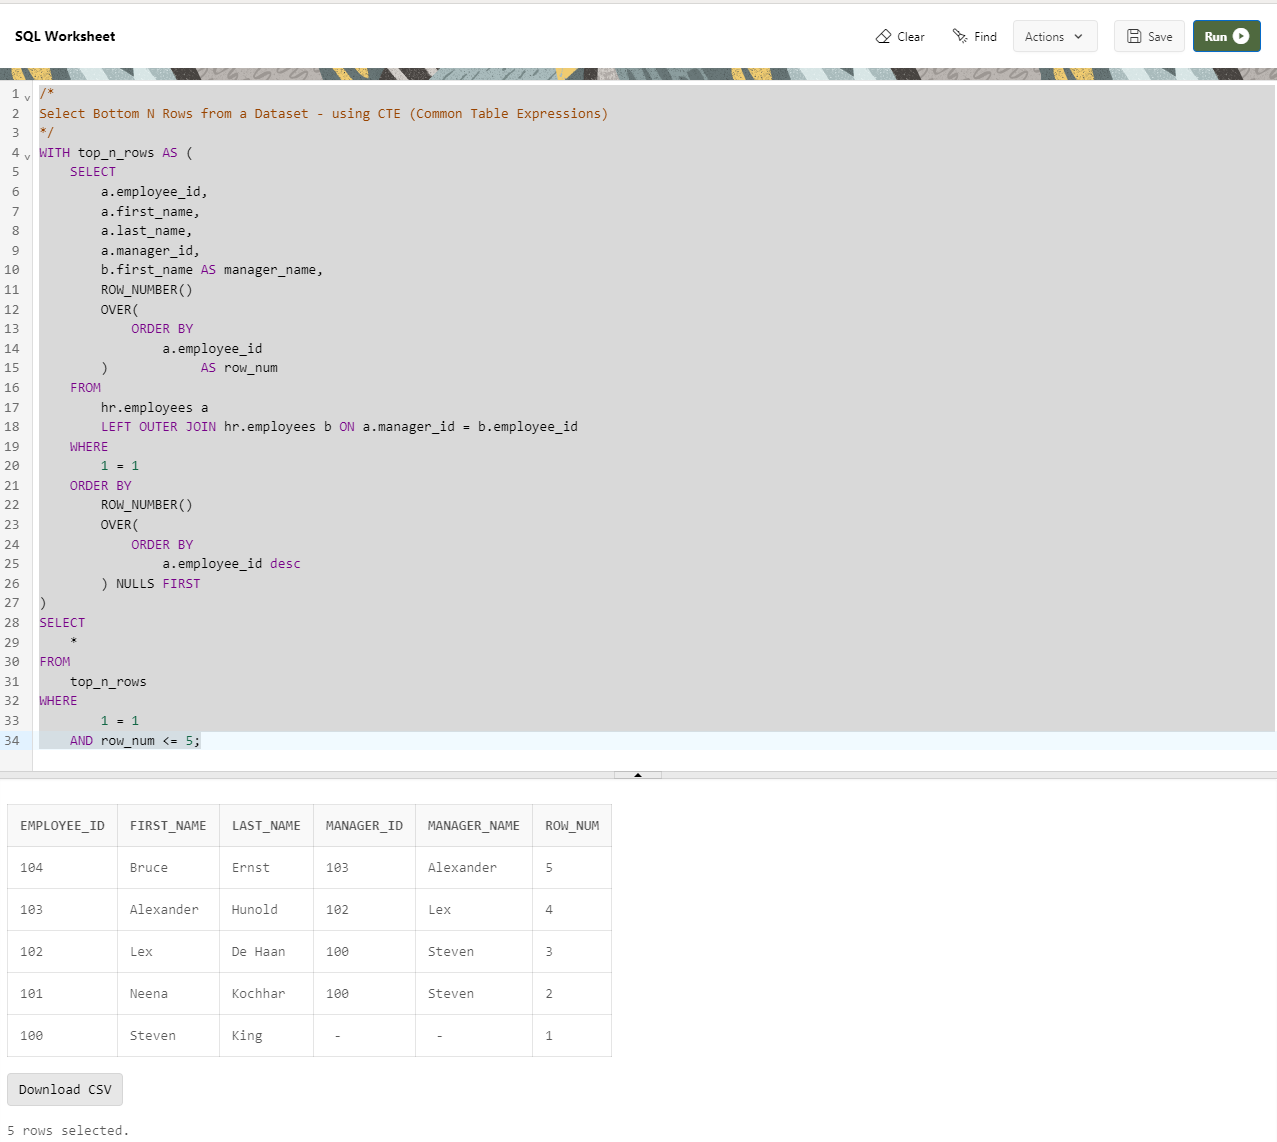 SQL Worksheet Clear Find Actions Save Run
1 /*
2 Select Bottom N Rows from a Dataset - using CTE (Common Table Expressions)
3 */
4 WITH top_n_rows AS (
5     SELECT
6         a.employee_id,
7         a.first_name,
8         a.last_name,
9         a.manager_id,
10         b.first_name AS manager_name,
11         ROW_NUMBER()
12         OVER(
13             ORDER BY
14                 a.employee_id
15         )            AS row_num
16     FROM
17         hr.employees a
18         LEFT OUTER JOIN hr.employees b ON a.manager_id = b.employee_id
19     WHERE
20         1 = 1
21     ORDER BY
22         ROW_NUMBER()
23         OVER(
24             ORDER BY
25                 a.employee_id desc
26         ) NULLS FIRST
27 )
28 SELECT
29     *
30 FROM
31     top_n_rows
32 WHERE
33         1 = 1
34     AND row_num <= 5;
EMPLOYEE_ID FIRST_NAME LAST_NAME MANAGER_ID MANAGER_NAME ROW_NUM
104 Bruce Ernst 103 Alexander 5
103 Alexander Hunold 102 Lex 4
102 Lex De Haan 100 Steven 3
101 Neena Kochhar 100 Steven 2
100 Steven King - - 1
Download CSV
5 rows selected.